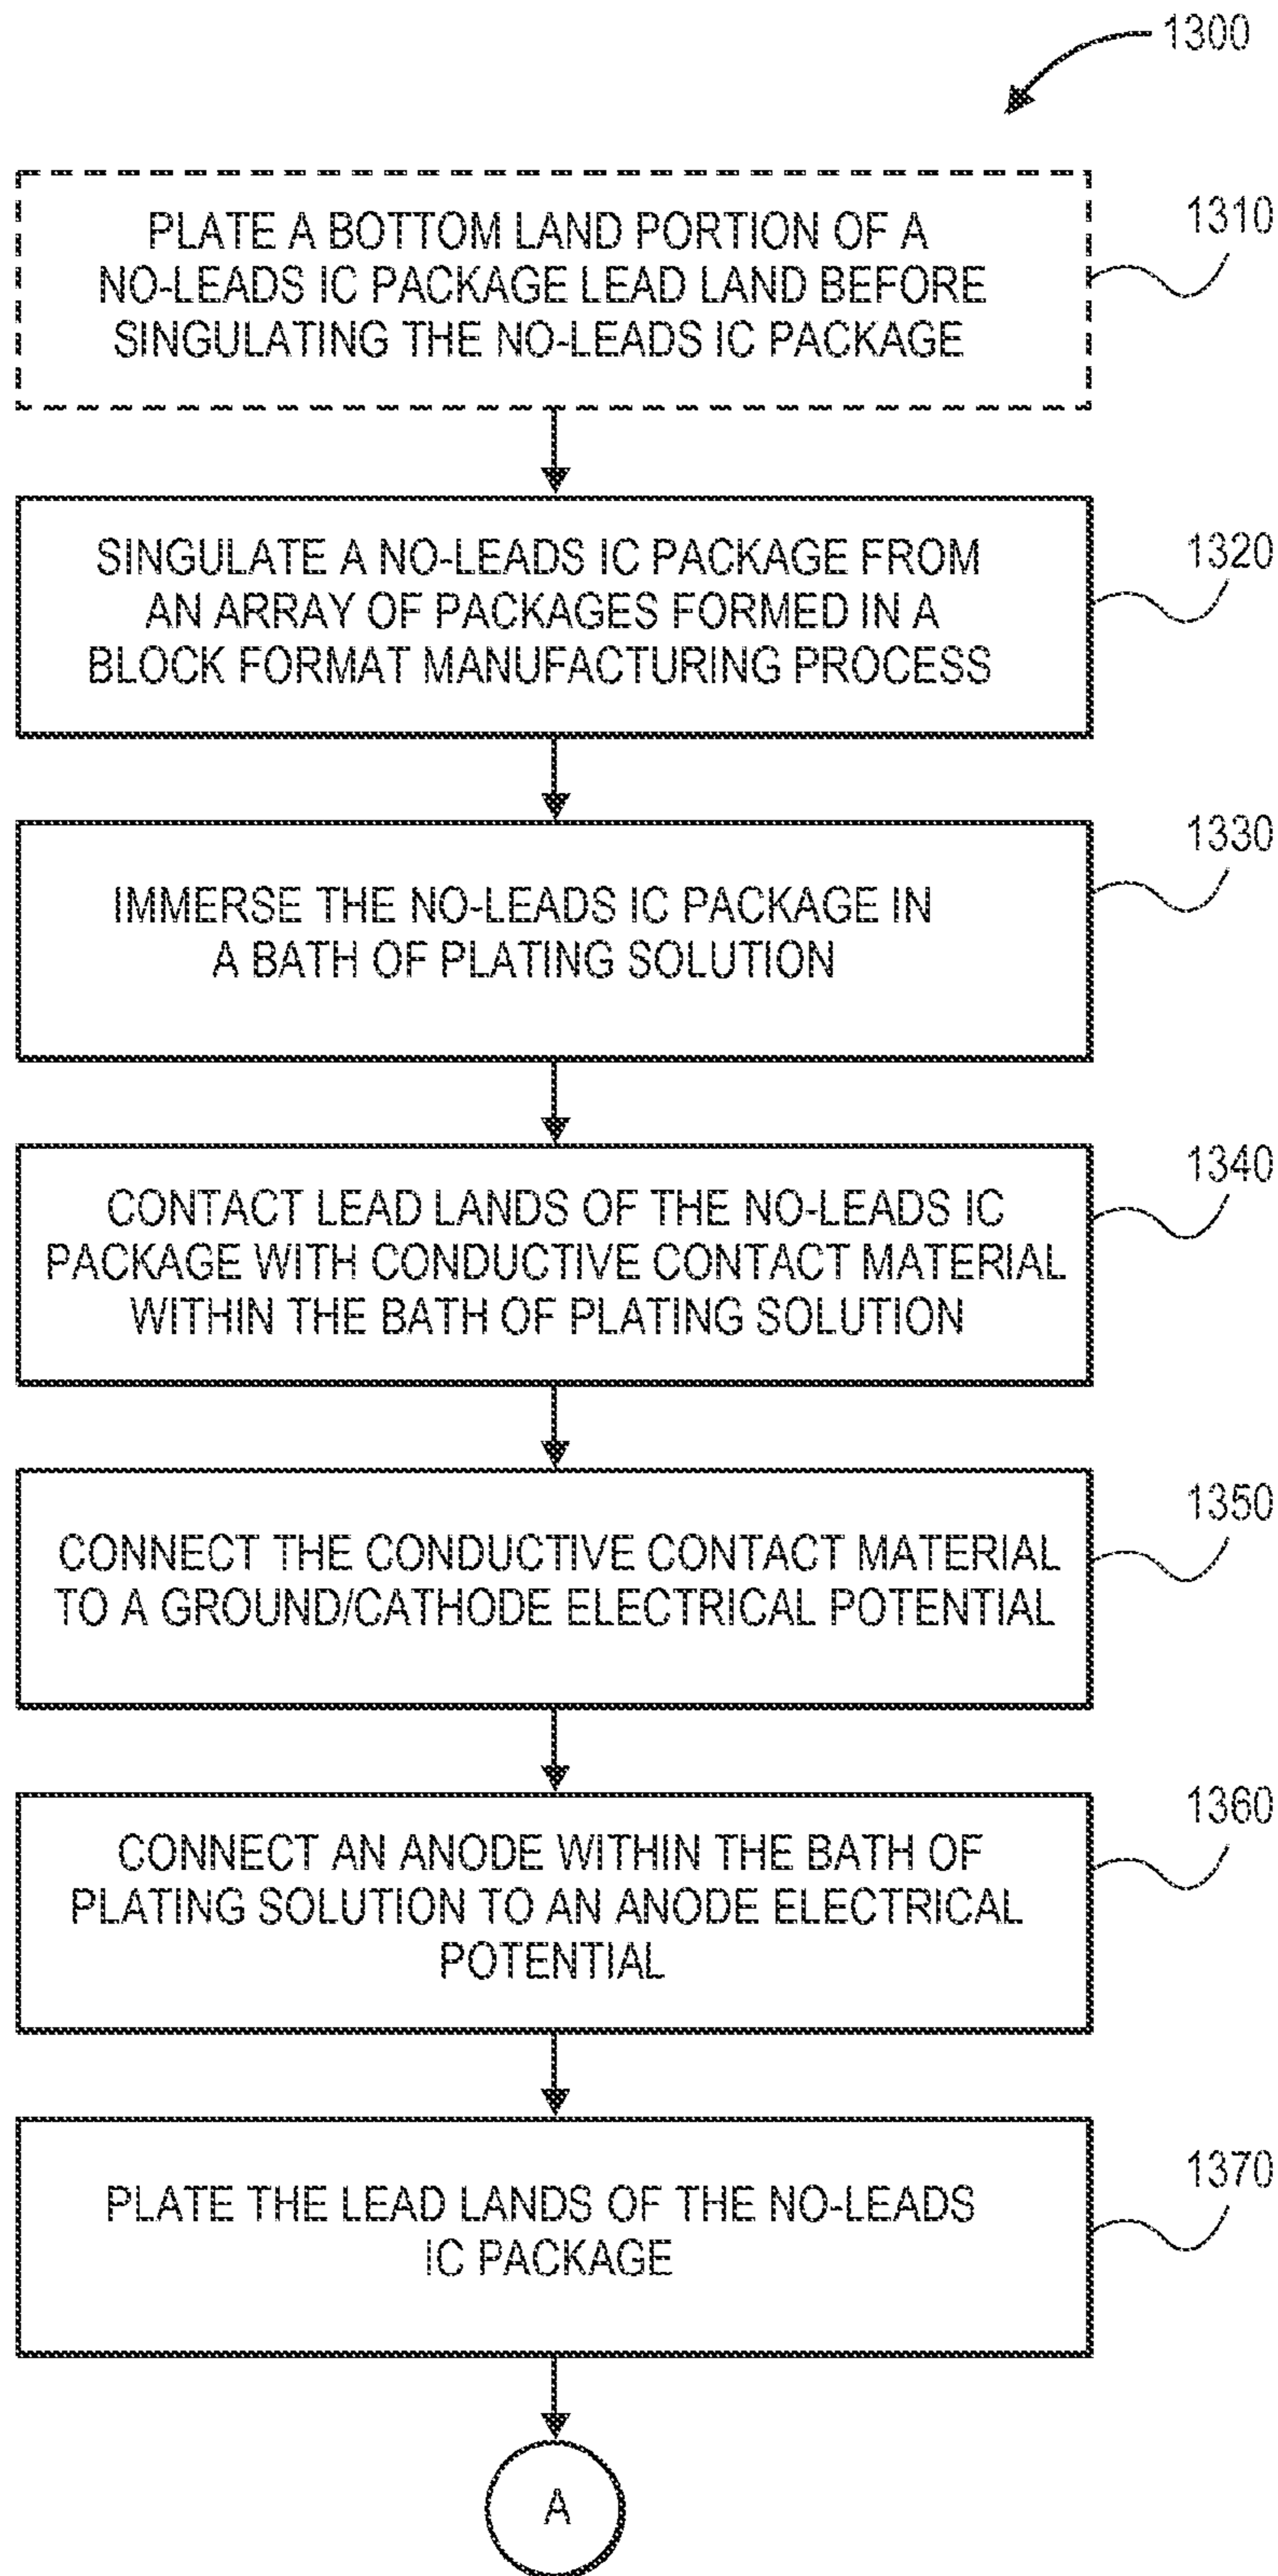 1300
PLATE A BOTTOM LAND PORTION OF A
NO-LEADS IC PACKAGE LEAD LAND BEFORE
SINGULATING THE NO-LEADS IC PACKAGE
1310
SINGULATE A NO-LEADS IC PACKAGE FROM
AN ARRAY OF PACKAGES FORMED IN A
BLOCK FORMAT MANUFACTURING PROCESS
1320
IMMERSE THE NO-LEADS IC PACKAGE IN
A BATH OF PLATING SOLUTION
1330
CONTACT LEAD LANDS OF THE NO-LEADS IC
PACKAGE WITH CONDUCTIVE CONTACT MATERIAL
WITHIN THE BATH OF PLATING SOLUTION
1340
CONNECT THE CONDUCTIVE CONTACT MATERIAL
TO A GROUND/CATHODE ELECTRICAL POTENTIAL
1350
CONNECT AN ANODE WITHIN THE BATH OF
PLATING SOLUTION TO AN ANODE ELECTRICAL
POTENTIAL
1360
PLATE THE LEAD LANDS OF THE NO-LEADS
IC PACKAGE
1370
A